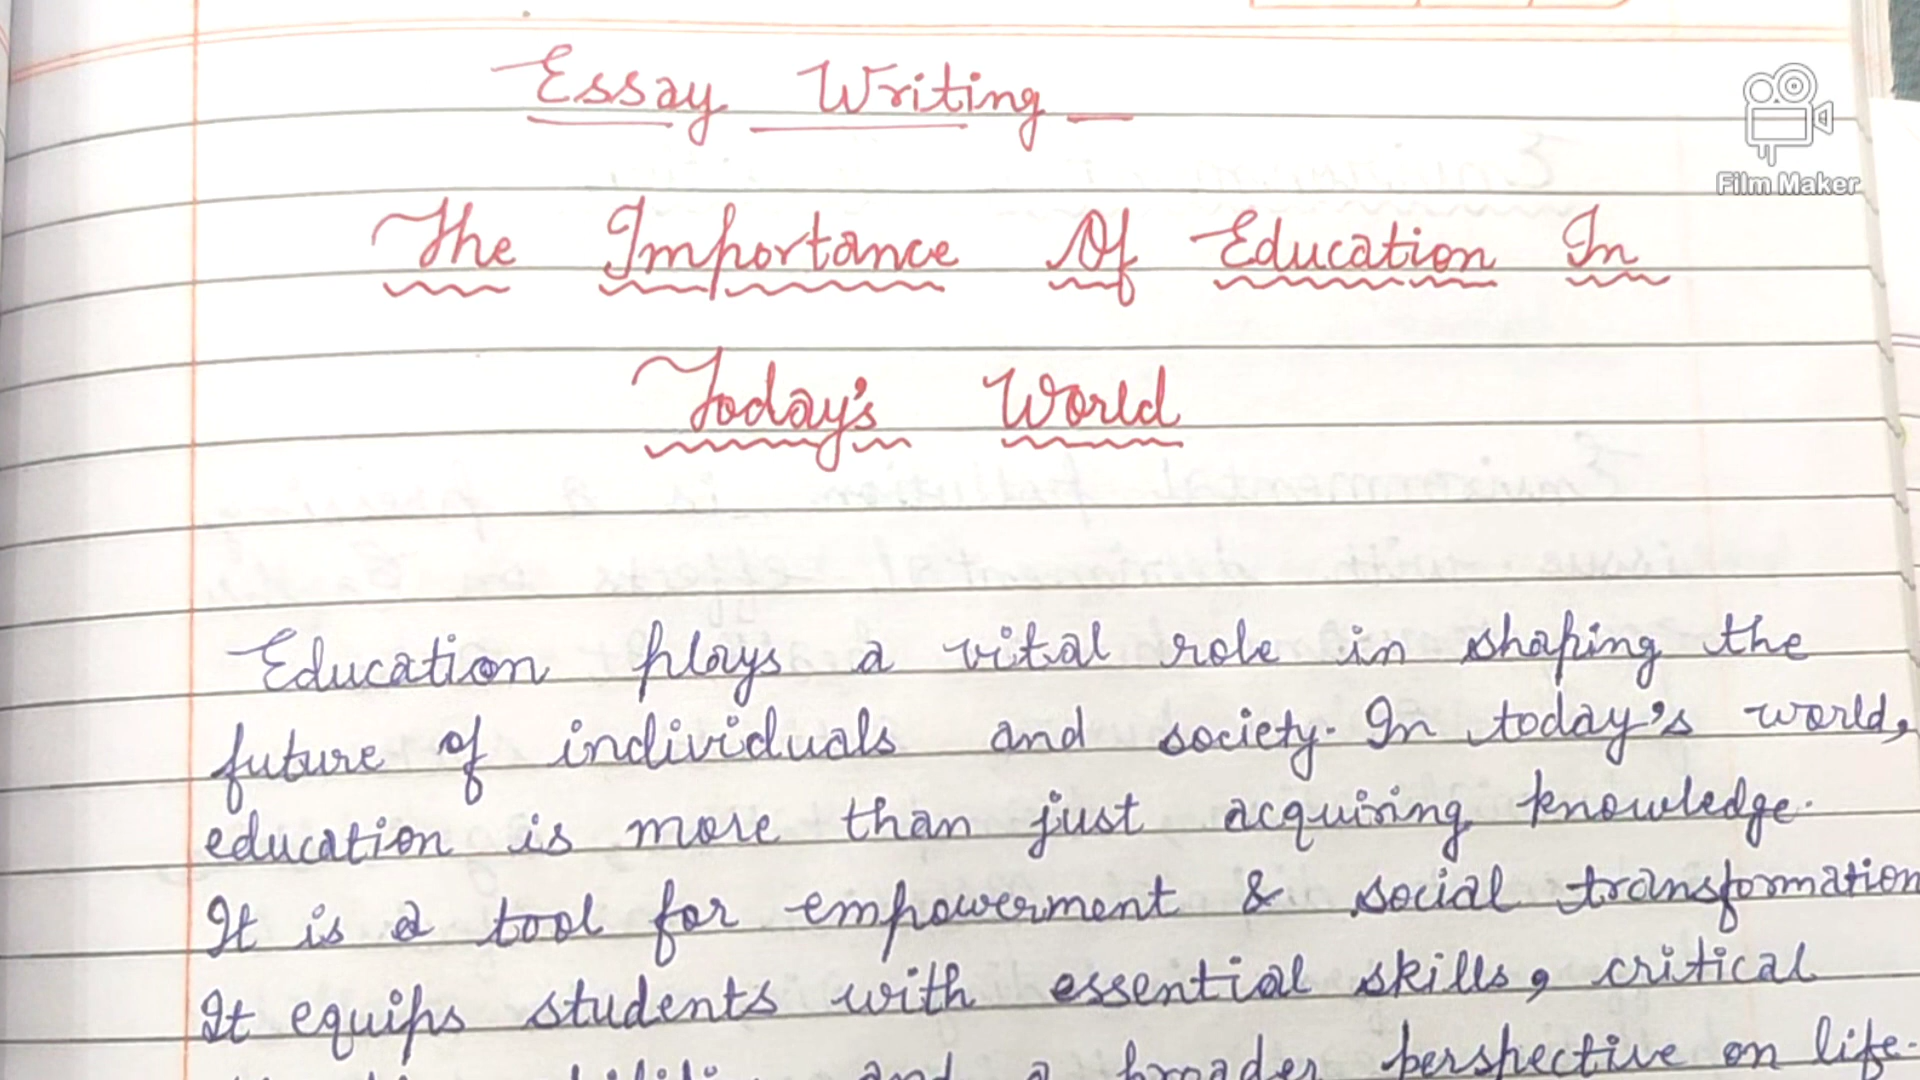 Essay Writing
Film Maker
The Importance Of Education In
Today's World
Education plays a vital role in shaping the
future of individuals and society. In today's world,
education is more than just acquiring knowledge.
It is a tool for empowerment & social transformation
It equips students with essential skills, critical
and a broader perspective on life.